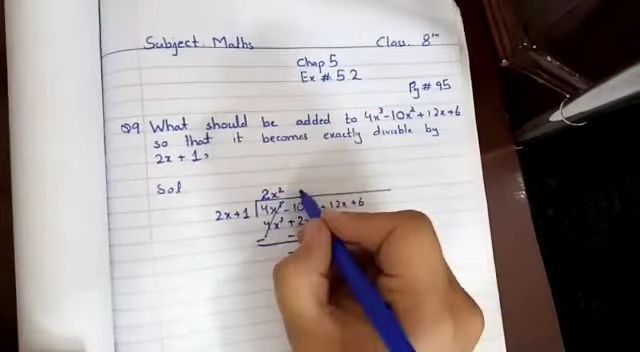 Subject. Maths Class. 8th
Chap 5
Ex # 5.2
Pg # 95
Q9 What should be added to 4x³-10x²+12x+6
so that it becomes exactly divisble by
2x+1,
Sol
2x²
2x+1 4x³-10 +12x+6
4x³+2